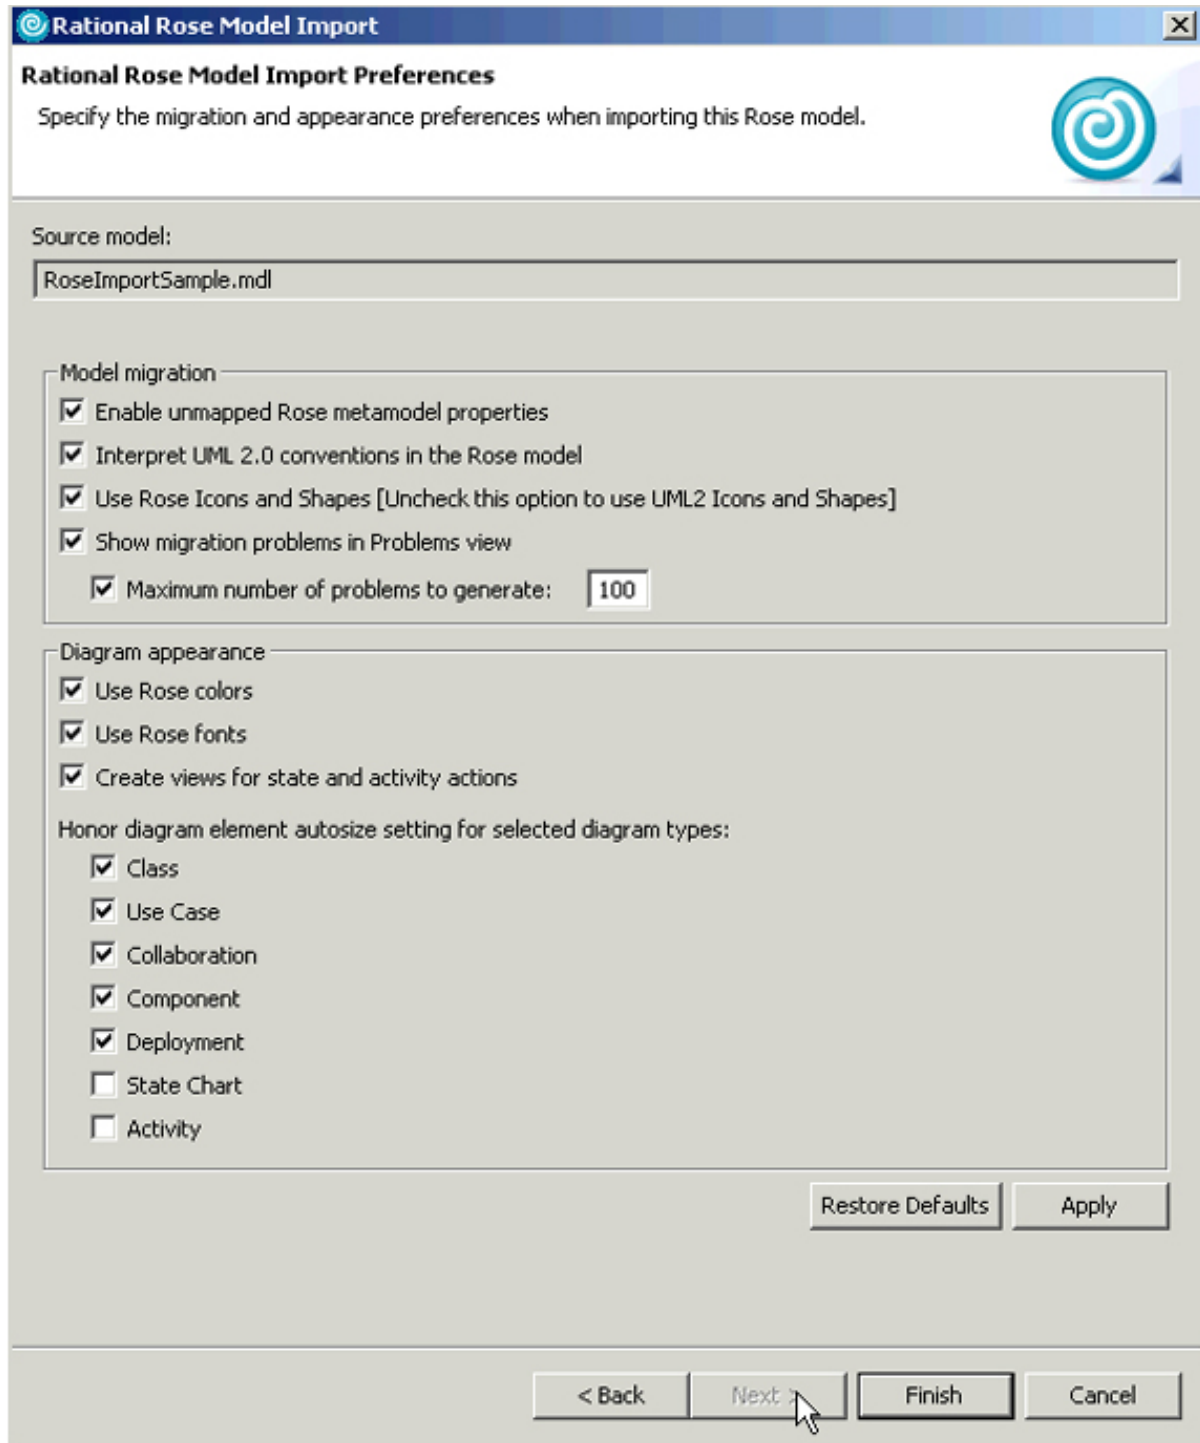 Rational Rose Model Import
Rational Rose Model Import Preferences
Specify the migration and appearance preferences when importing this Rose model.
Source model:
RoseImportSample.mdl
Model migration
Enable unmapped Rose metamodel properties
Interpret UML 2.0 conventions in the Rose model
Use Rose Icons and Shapes [Uncheck this option to use UML2 Icons and Shapes]
Show migration problems in Problems view
Maximum number of problems to generate: 100
Diagram appearance
Use Rose colors
Use Rose fonts
Create views for state and activity actions
Honor diagram element autosize setting for selected diagram types:
Class
Use Case
Collaboration
Component
Deployment
State Chart
Activity
Restore Defaults Apply
< Back Next > Finish Cancel